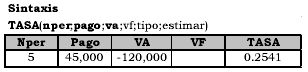 Sintaxis
TASA(nper;pago;va;vf;tipo;estimar)
Nper Pago VA VF TASA
5 45,000 -120,000 0.2541